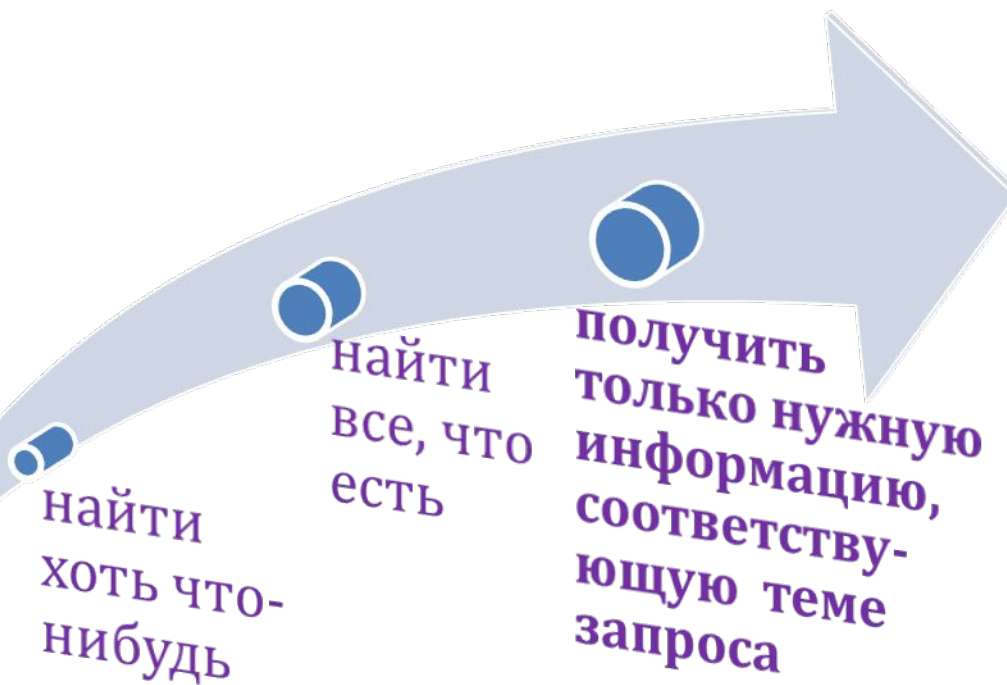 найти
хоть что-
нибудь
найти
все, что
есть
получить
только нужную
информацию,
соответству-
ющую теме
запроса